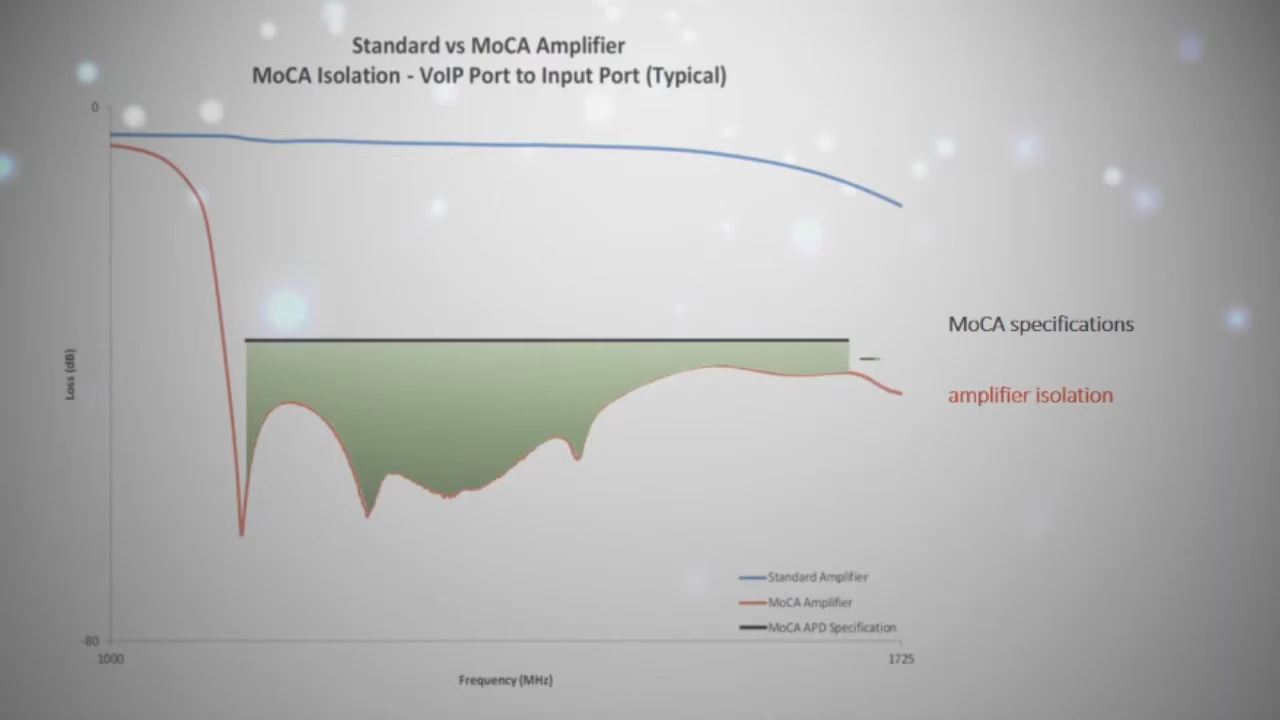 Standard vs MoCA Amplifier
MoCA Isolation - VoIP Port to Input Port (Typical)
0
MoCA specifications
Loss (dB)
amplifier isolation
Standard Amplifier
MoCA Amplifier
MoCA APD Specification
-80
1000
1725
Frequency (MHz)